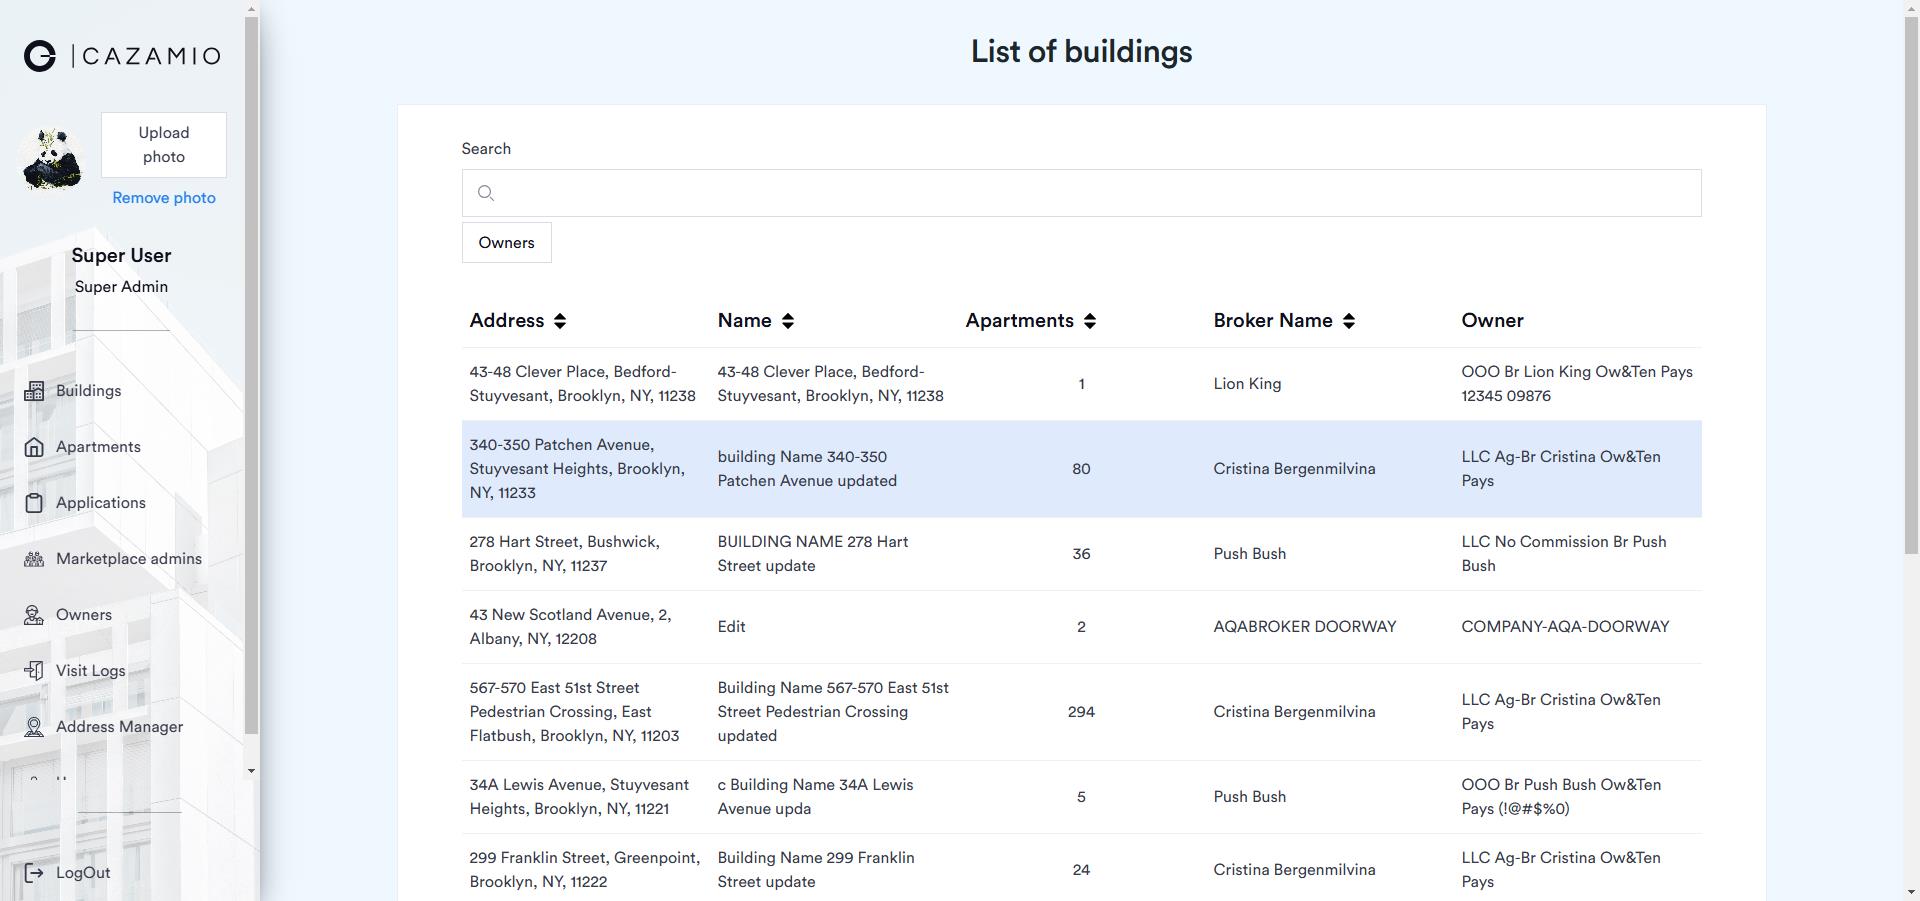 CAZAMIO
Upload
photo
Remove photo
Super User
Super Admin
Buildings
Apartments
Applications
Marketplace admins
Owners
Visit Logs
Address Manager
LogOut
List of buildings
Search
Owners
Address Name Apartments Broker Name Owner
43-48 Clever Place, Bedford-
Stuyvesant, Brooklyn, NY, 11238
43-48 Clever Place, Bedford-
Stuyvesant, Brooklyn, NY, 11238
1
Lion King
OOO Br Lion King Ow&Ten Pays
12345 09876
340-350 Patchen Avenue,
Stuyvesant Heights, Brooklyn,
NY, 11233
building Name 340-350
Patchen Avenue updated
80
Cristina Bergenmilvina
LLC Ag-Br Cristina Ow&Ten
Pays
278 Hart Street, Bushwick,
Brooklyn, NY, 11237
BUILDING NAME 278 Hart
Street update
36
Push Bush
LLC No Commission Br Push
Bush
43 New Scotland Avenue, 2,
Albany, NY, 12208
Edit
2
AQABROKER DOORWAY
COMPANY-AQA-DOORWAY
567-570 East 51st Street
Pedestrian Crossing, East
Flatbush, Brooklyn, NY, 11203
Building Name 567-570 East 51st
Street Pedestrian Crossing
updated
294
Cristina Bergenmilvina
LLC Ag-Br Cristina Ow&Ten
Pays
34A Lewis Avenue, Stuyvesant
Heights, Brooklyn, NY, 11221
c Building Name 34A Lewis
Avenue upda
5
Push Bush
OOO Br Push Bush Ow&Ten
Pays (!@#$%0)
299 Franklin Street, Greenpoint,
Brooklyn, NY, 11222
Building Name 299 Franklin
Street update
24
Cristina Bergenmilvina
LLC Ag-Br Cristina Ow&Ten
Pays